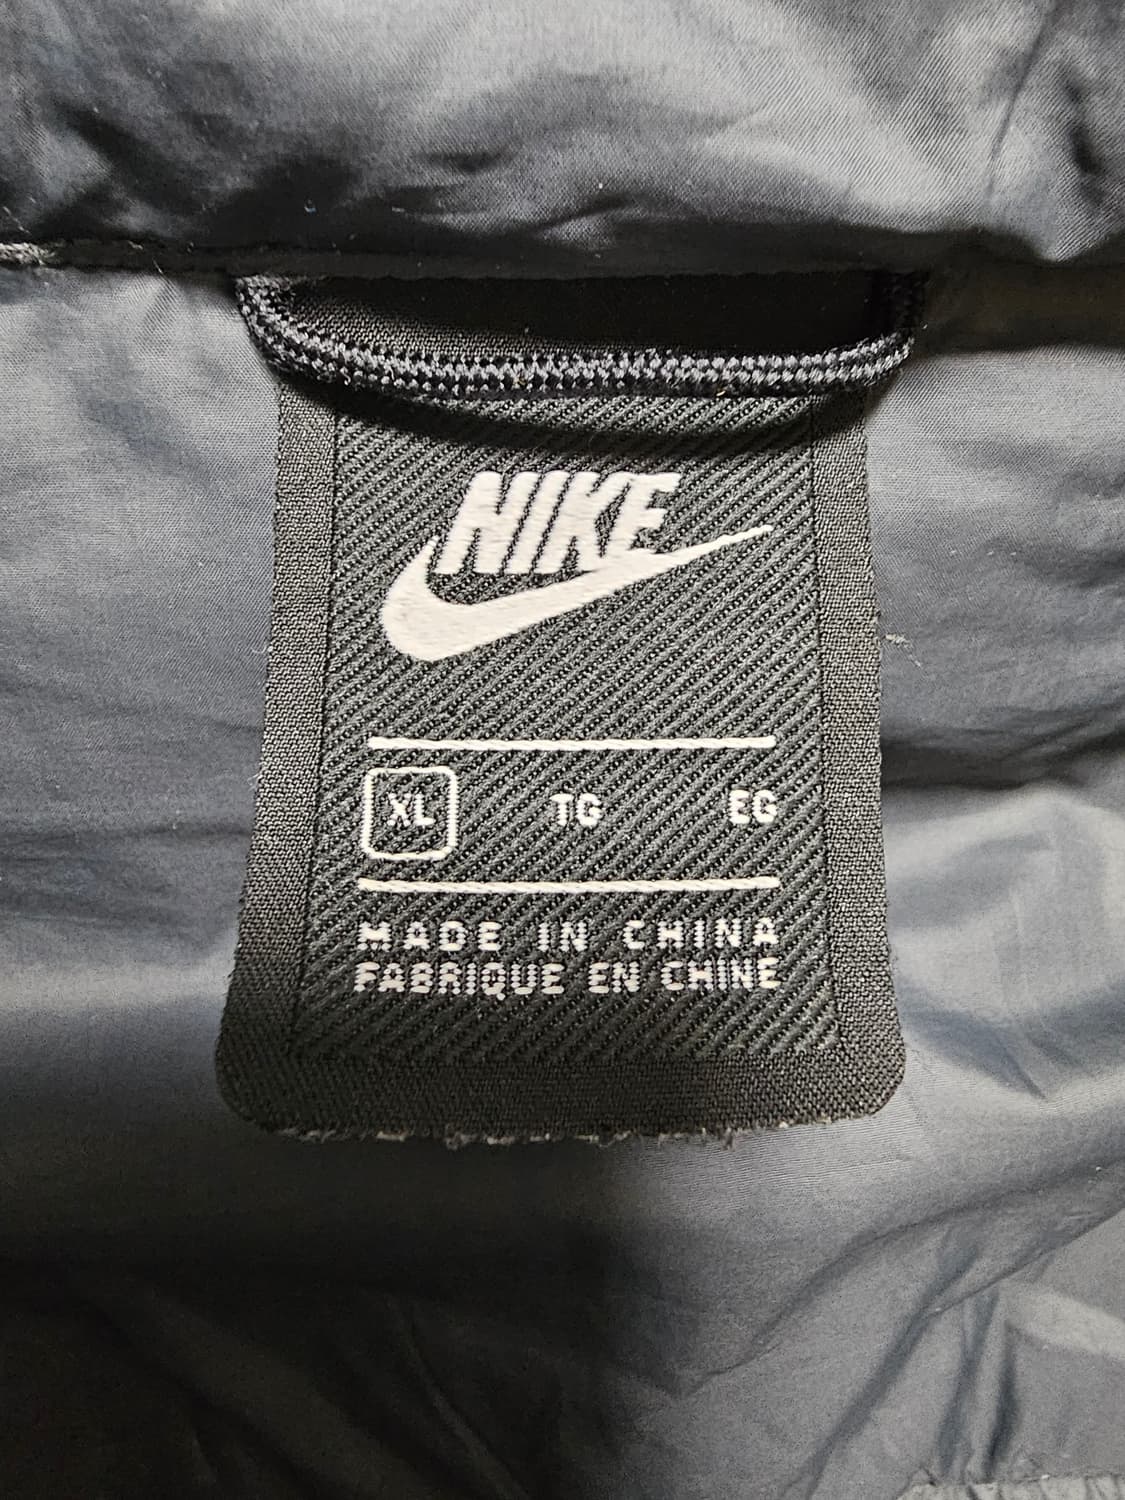 NIKE
XL TG EG
MADE IN CHINA
FABRIQUE EN CHINE